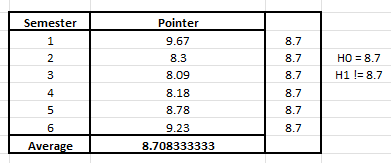 Semester Pointer
1 9.67 8.7
2 8.3 8.7 H0 = 8.7
3 8.09 8.7 H1 != 8.7
4 8.18 8.7
5 8.78 8.7
6 9.23 8.7
Average 8.708333333